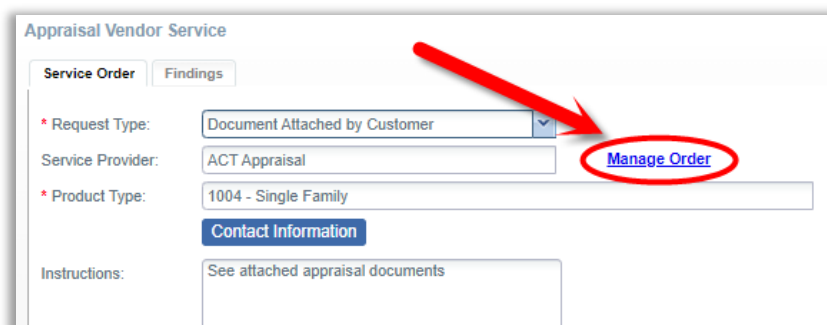 Appraisal Vendor Service
Service Order Findings
* Request Type: Document Attached by Customer
Service Provider: ACT Appraisal Manage Order
* Product Type: 1004 - Single Family
Contact Information
Instructions: See attached appraisal documents